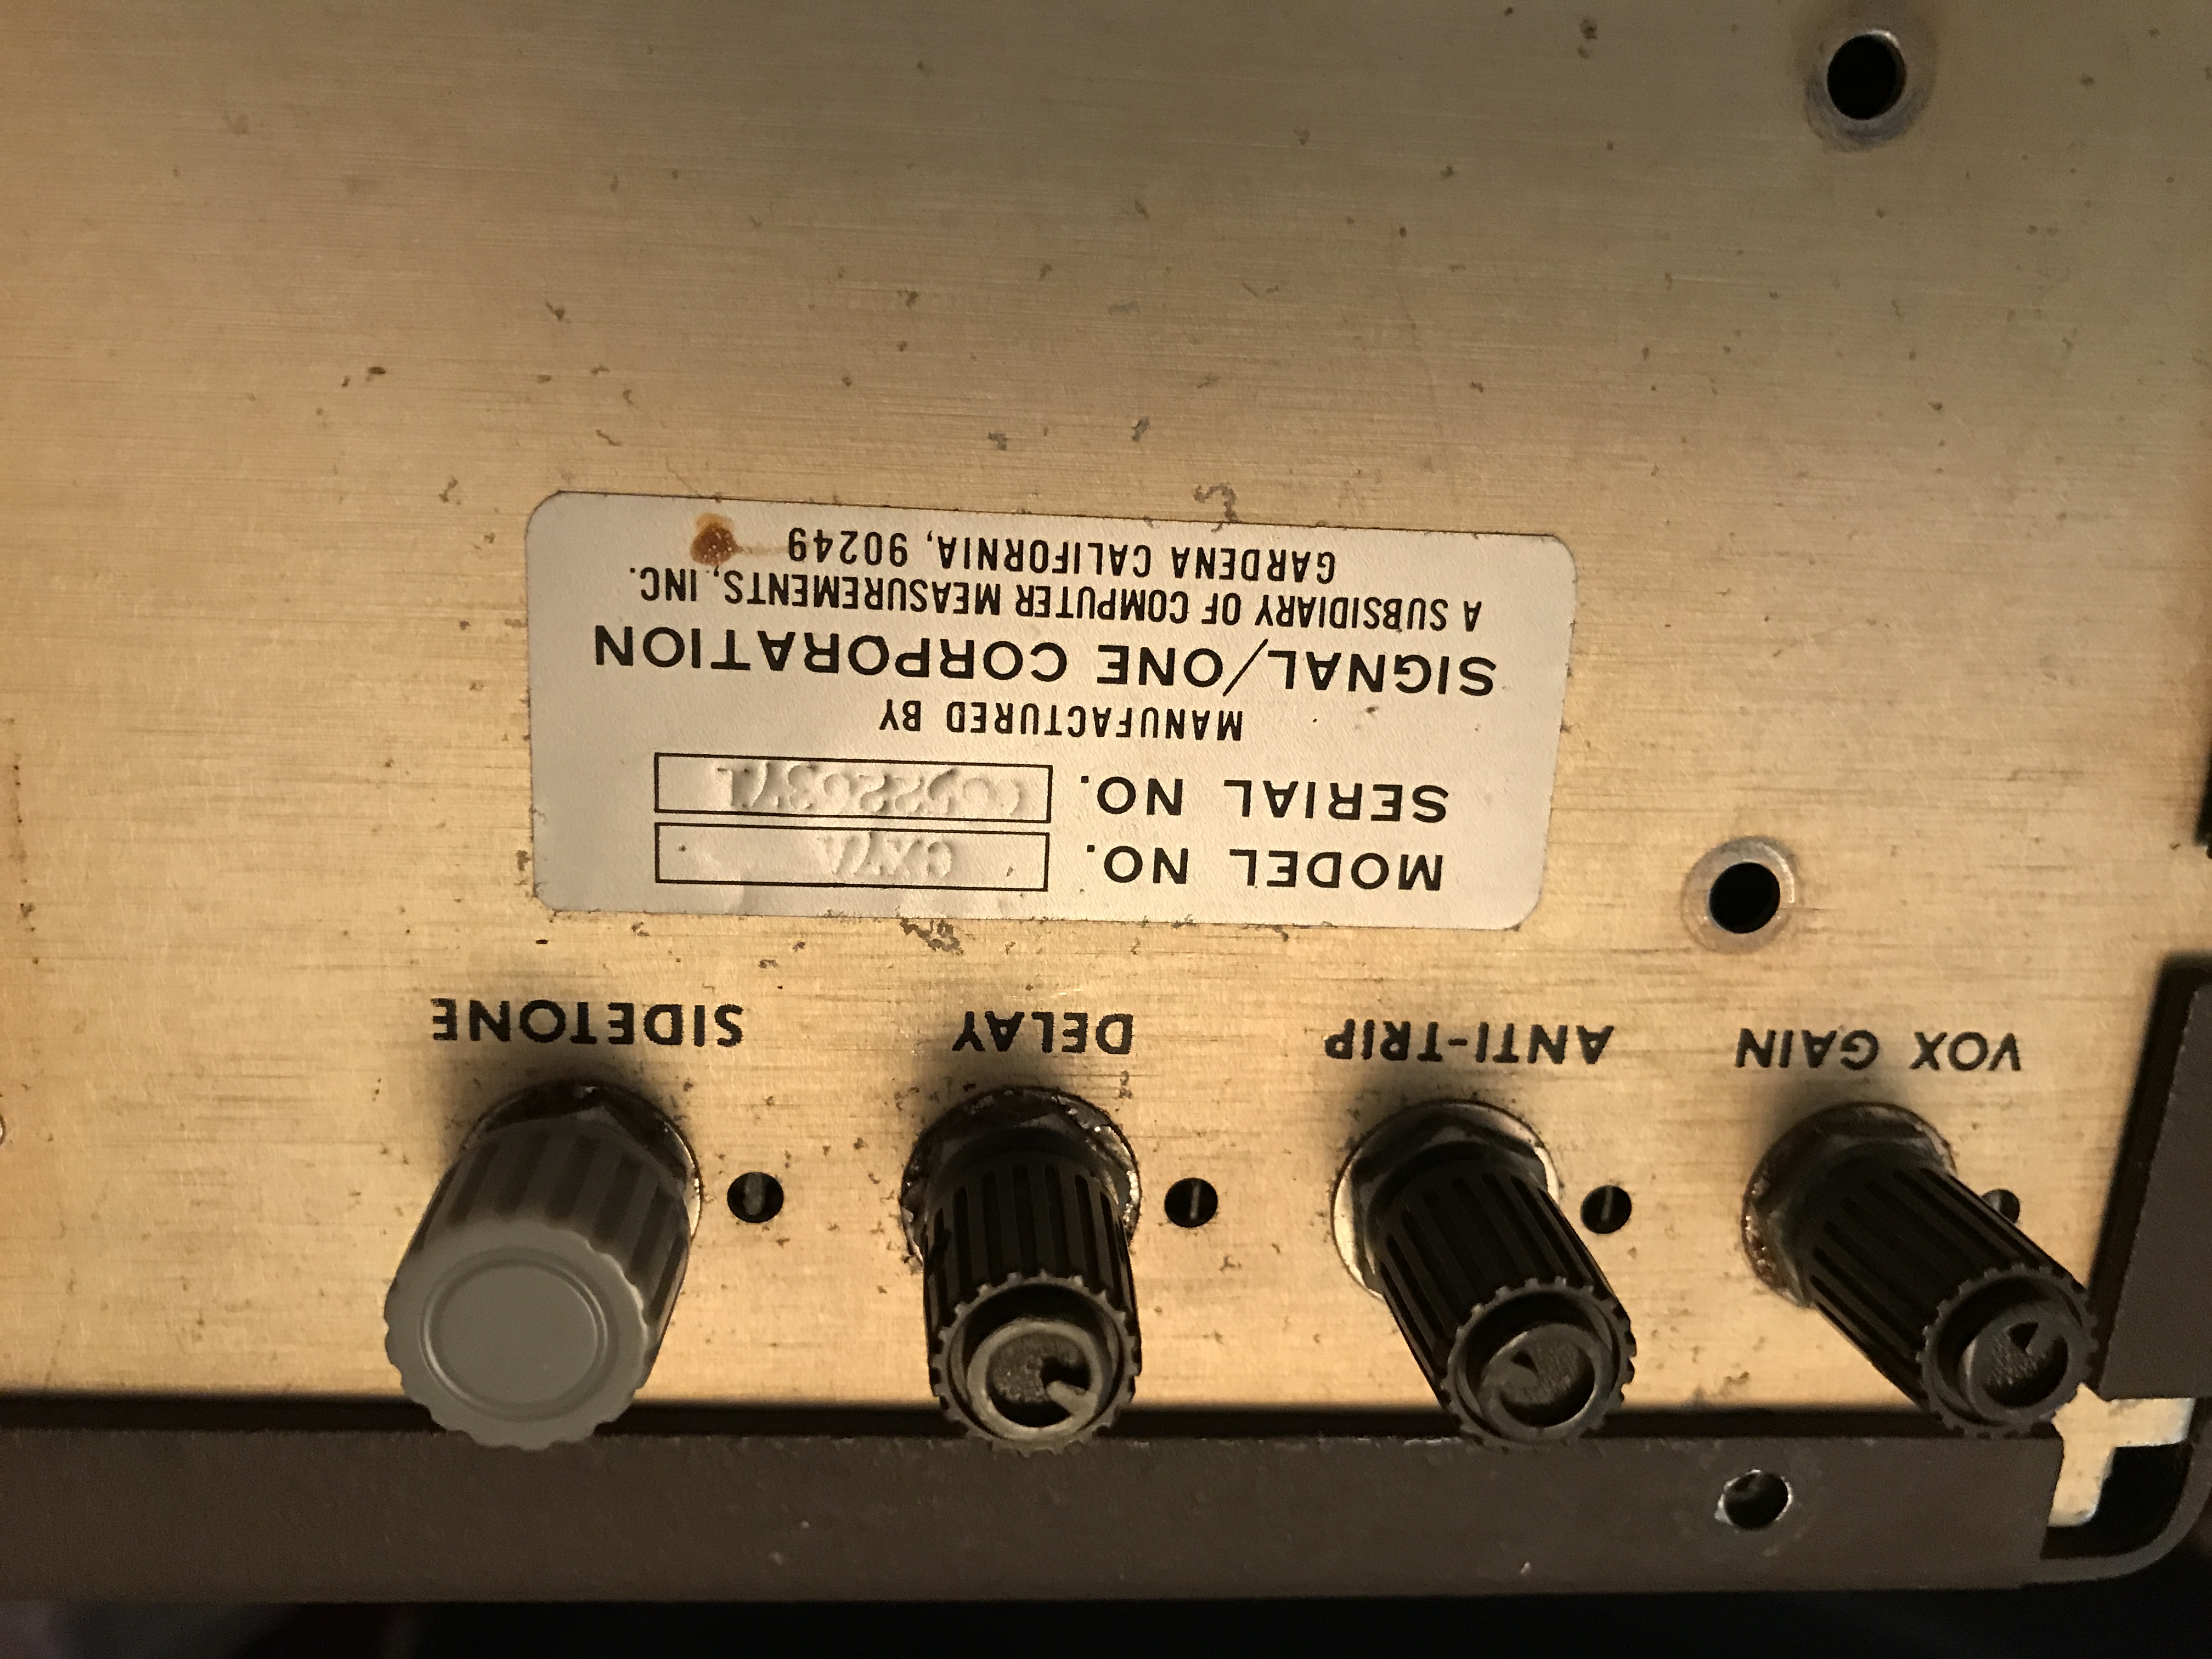 VOX GAIN ANTI-TRIP DELAY SIDETONE
MODEL NO. CX7A
SERIAL NO.
MANUFACTURED BY
SIGNAL/ONE CORPORATION
A SUBSIDIARY OF COMPUTER MEASUREMENTS, INC.
GARDENA CALIFORNIA, 90249